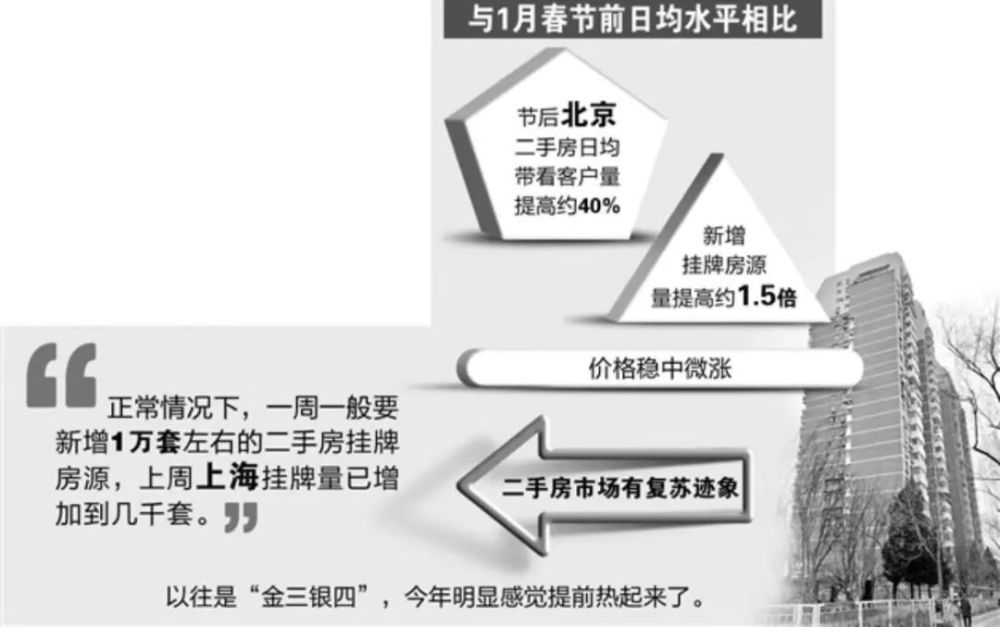 与1月春节前日均水平相比
节后北京
二手房日均
带看客户量
提高约40%
新增
挂牌房源
量提高约1.5倍
价格稳中微涨
“正常情况下，一周一般要
新增1万套左右的二手房挂牌
房源，上周上海挂牌量已增
加到几千套。”
二手房市场有复苏迹象
以往是“金三银四”，今年明显感觉提前热起来了。